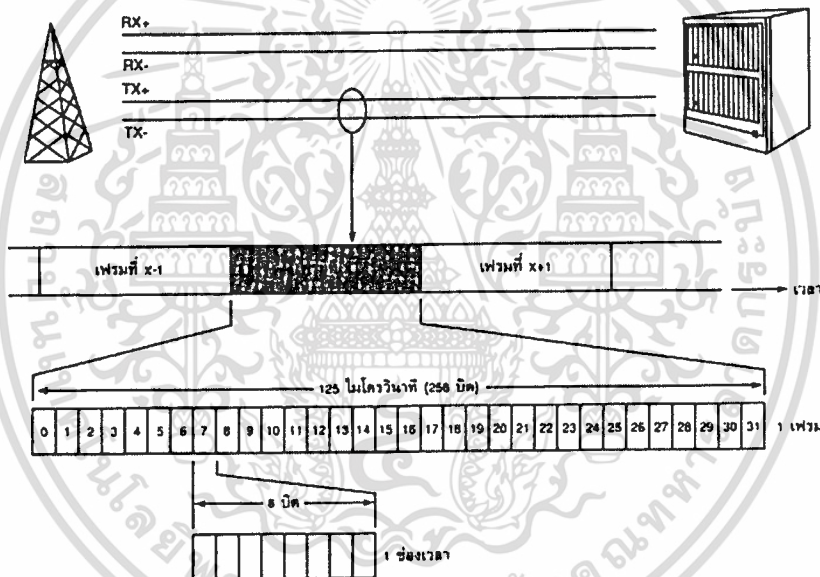 RX+
RX-
TX+
TX-
เฟรมที่ x-1
เฟรมที่ x+1
เวลา
125 ไมโครวินาที (256 บิต)
0 1 2 3 4 5 6 7 8 9 10 11 12 13 14 15 16 17 18 19 20 21 22 23 24 25 26 27 28 29 30 31 1 เฟรม
8 บิต
1 ช่องเวลา